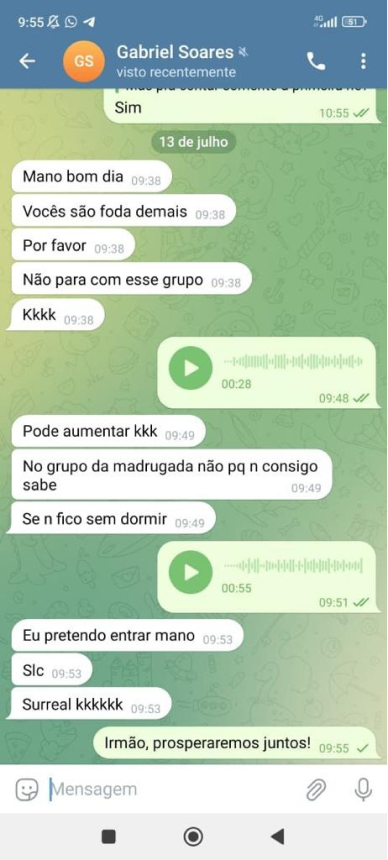 9:55
4G
51
GS
Gabriel Soares
visto recentemente
Sim
10:55
13 de julho
Mano bom dia 09:38
Vocês são foda demais 09:38
Por favor 09:38
Não para com esse grupo 09:38
Kkkk 09:38
00:28
09:48
Pode aumentar kkk 09:49
No grupo da madrugada não pq n consigo
sabe 09:49
Se n fico sem dormir 09:49
00:55
09:51
Eu pretendo entrar mano 09:53
Slc 09:53
Surreal kkkkkk 09:53
Irmão, prosperaremos juntos! 09:55
Mensagem